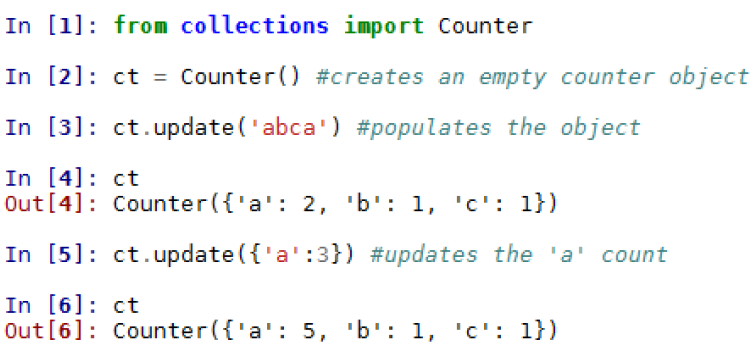 In [1]: from collections import Counter
In [2]: ct = Counter() #creates an empty counter object
In [3]: ct.update('abca') #populates the object
In [4]: ct
Out[4]: Counter({'a': 2, 'b': 1, 'c': 1})
In [5]: ct.update({'a':3}) #updates the 'a' count
In [6]: ct
Out[6]: Counter({'a': 5, 'b': 1, 'c': 1})